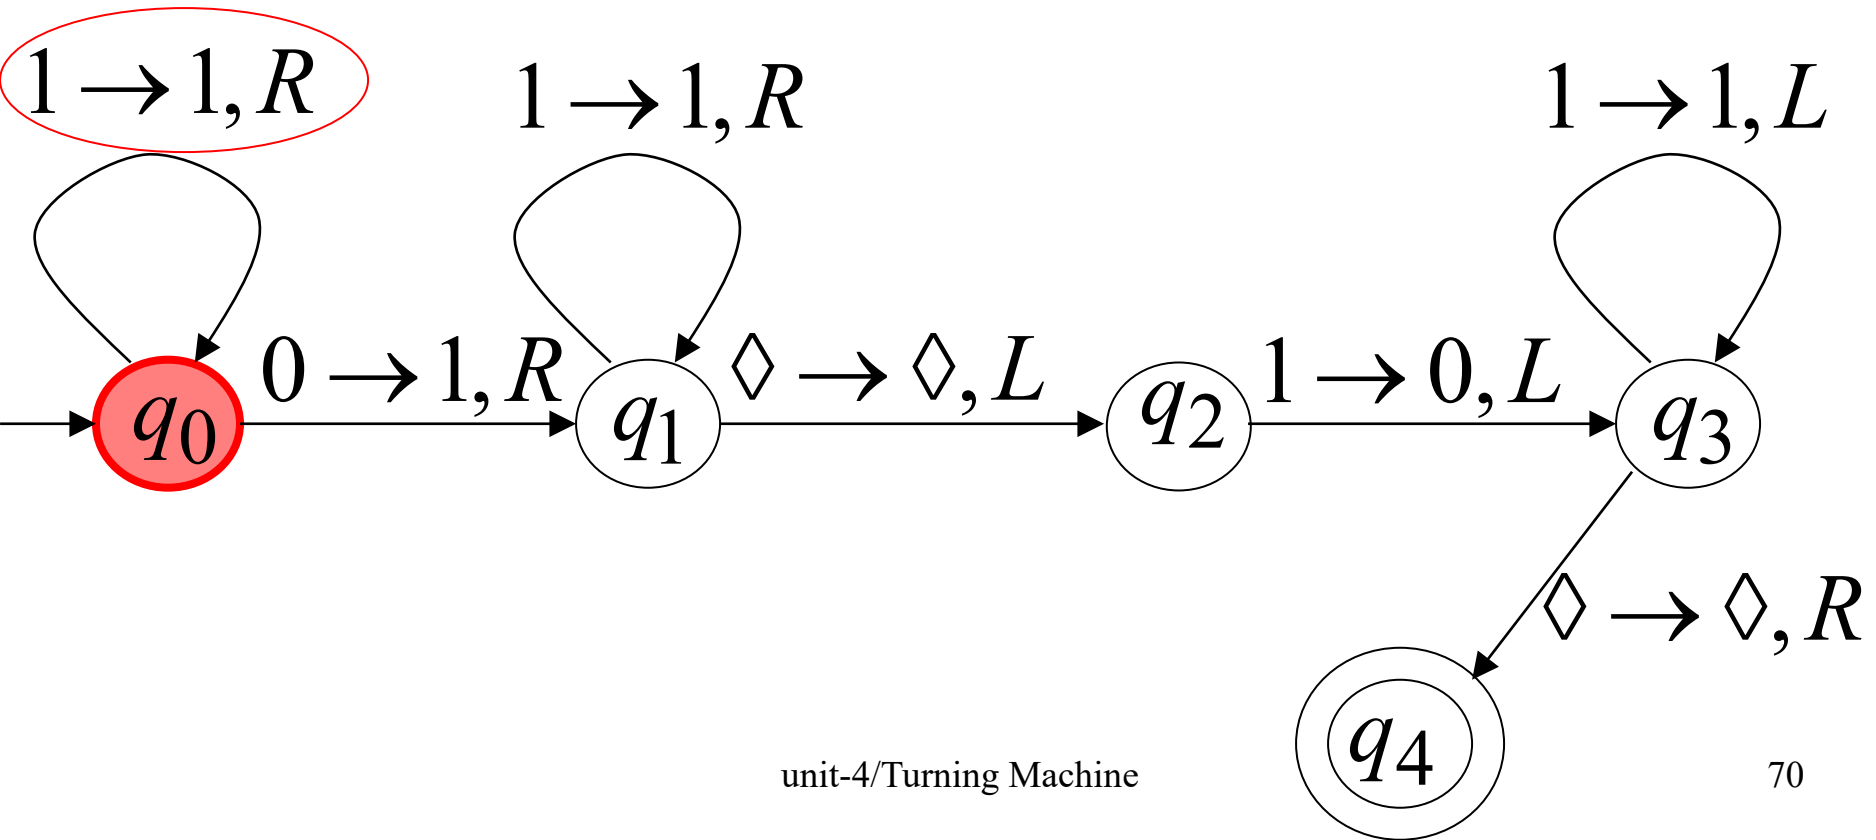 1 → 1, R
1 → 1, R
1 → 1, L
0 → 1, R
◊ → ◊, L
1 → 0, L
q0
q1
q2
q3
◊ → ◊, R
q4
unit-4/Turning Machine
70